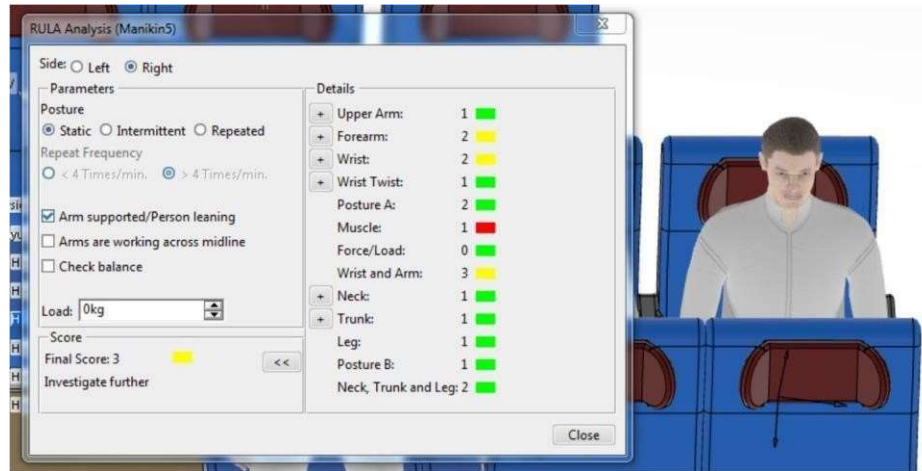 RULA Analysis (Manikin5)
Side: Left Right
Parameters
Posture
Static Intermittent Repeated
Repeat Frequency
< 4 Times/min. > 4 Times/min.
Arm supported/Person leaning
Arms are working across midline
Check balance
Load: 0kg
Score
Final Score: 3
<<
Investigate further
Details
+ Upper Arm: 1
+ Forearm: 2
+ Wrist: 2
+ Wrist Twist: 1
Posture A: 2
Muscle: 1
Force/Load: 0
Wrist and Arm: 3
+ Neck: 1
+ Trunk: 1
Leg: 1
Posture B: 1
Neck, Trunk and Leg: 2
Close